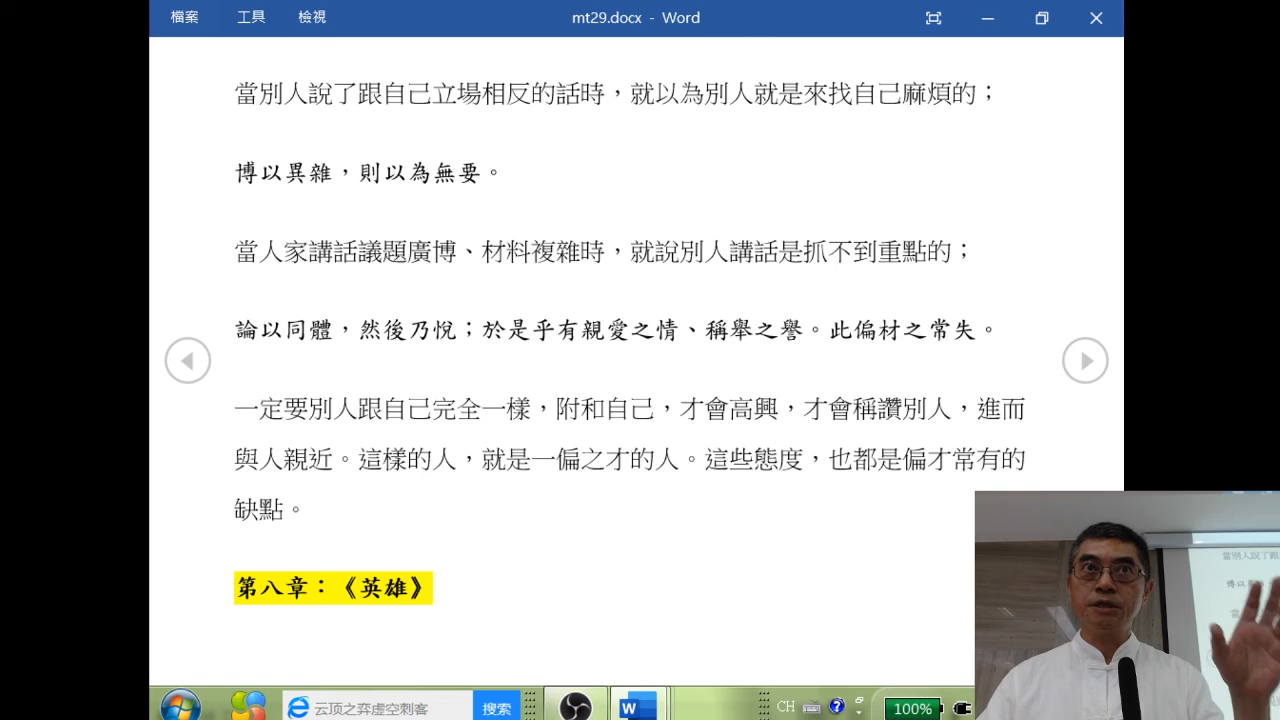 檔案 工具 檢視 mt29.docx - Word
當別人說了跟自己立場相反的話時，就以為別人就是來找自己麻煩的；
博以異雜，則以為無要。
當人家講話議題廣博、材料複雜時，就說別人講話是抓不到重點的；
論以同體，然後乃悅；於是乎有親愛之情、稱舉之譽。此偏材之常失。
一定要別人跟自己完全一樣，附和自己，才會高興，才會稱讚別人，進而
與人親近。這樣的人，就是一偏之才的人。這些態度，也都是偏才常有的
缺點。
第八章：《英雄》
當別人說了跟
博以異
云顶之弈虚空刺客 搜索 CH 100%